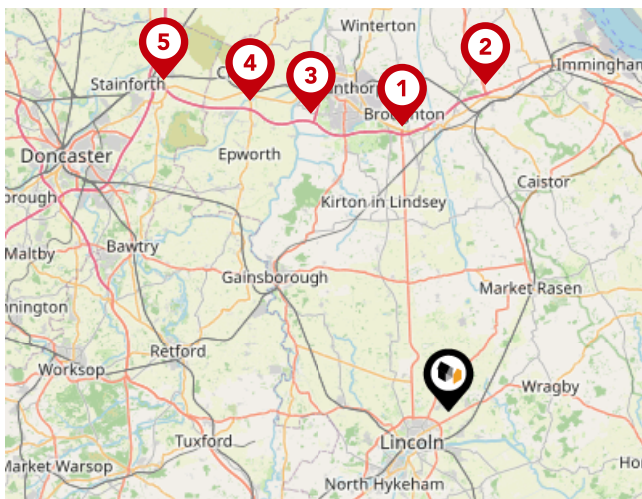 5
2
Winterton
4
Stainforth
3
1
Immingham
Epworth
Doncaster
Caistor
Kirton in Lindsey
Maltby
Bawtry
Gainsborough
Market Rasen
Retford
Worksop
Wragby
Tuxford
Lincoln
Market Warsop
North Hykeham